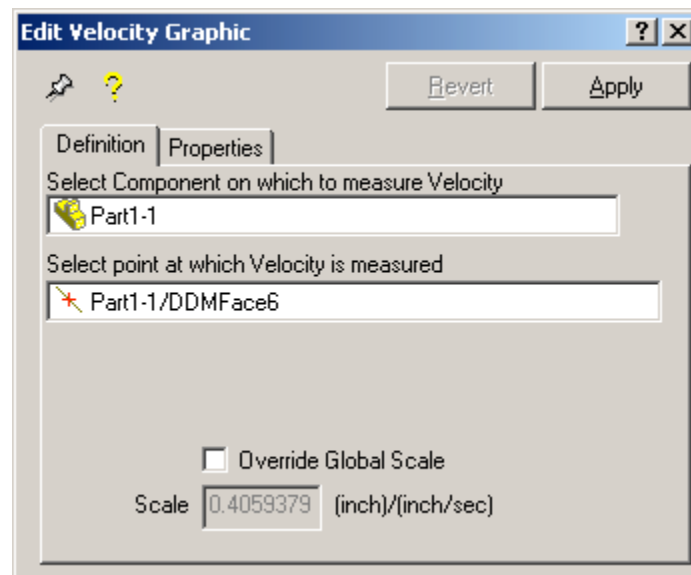 Edit Velocity Graphic
Revert Apply
Definition Properties
Select Component on which to measure Velocity
Part1-1
Select point at which Velocity is measured
Part1-1/DDMFace6
Override Global Scale
Scale 0.4059379 (inch)/(inch/sec)